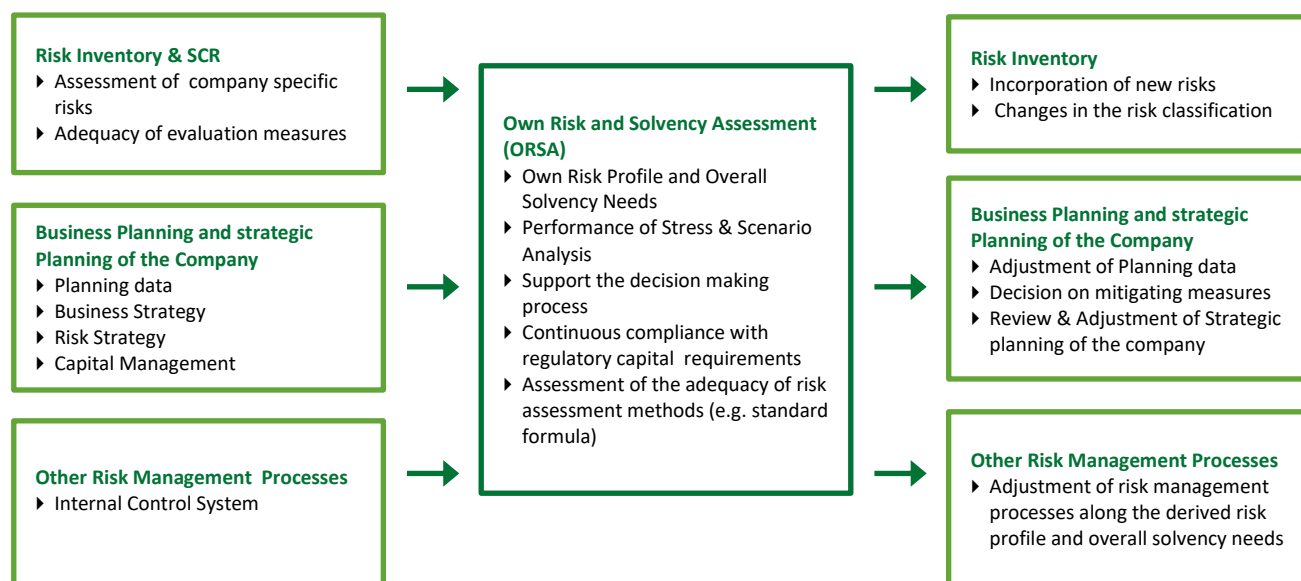 Risk Inventory & SCR
Assessment of company specific
risks
Adequacy of evaluation measures
Business Planning and strategic
Planning of the Company
Planning data
Business Strategy
Risk Strategy
Capital Management
Other Risk Management Processes
Internal Control System
Own Risk and Solvency Assessment
(ORSA)
Own Risk Profile and Overall
Solvency Needs
Performance of Stress & Scenario
Analysis
Support the decision making
process
Continuous compliance with
regulatory capital requirements
Assessment of the adequacy of risk
assessment methods (e.g. standard
formula)
Risk Inventory
Incorporation of new risks
Changes in the risk classification
Business Planning and strategic
Planning of the Company
Adjustment of Planning data
Decision on mitigating measures
Review & Adjustment of Strategic
planning of the company
Other Risk Management Processes
Adjustment of risk management
processes along the derived risk
profile and overall solvency needs